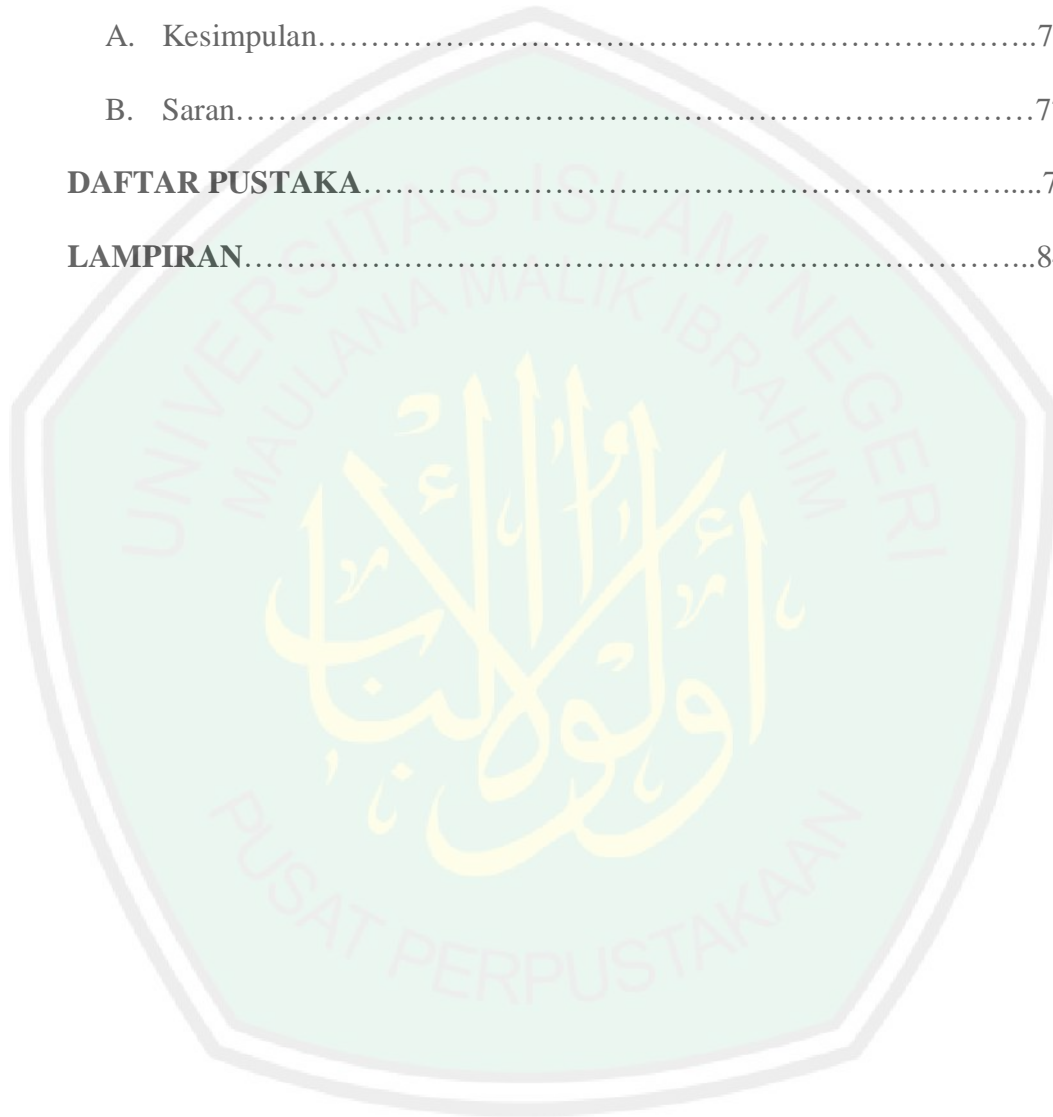 A. Kesimpulan…………………………………………………………..7
B. Saran…………………………………………………………………7
DAFTAR PUSTAKA…………………………………………………….....7
LAMPIRAN………………………………………………………………..8
UNIVERSITAS ISLAM NEGERI
MAULANA MALIK IBRAHIM
أولوا الألباب
PUSAT PERPUSTAKAAN